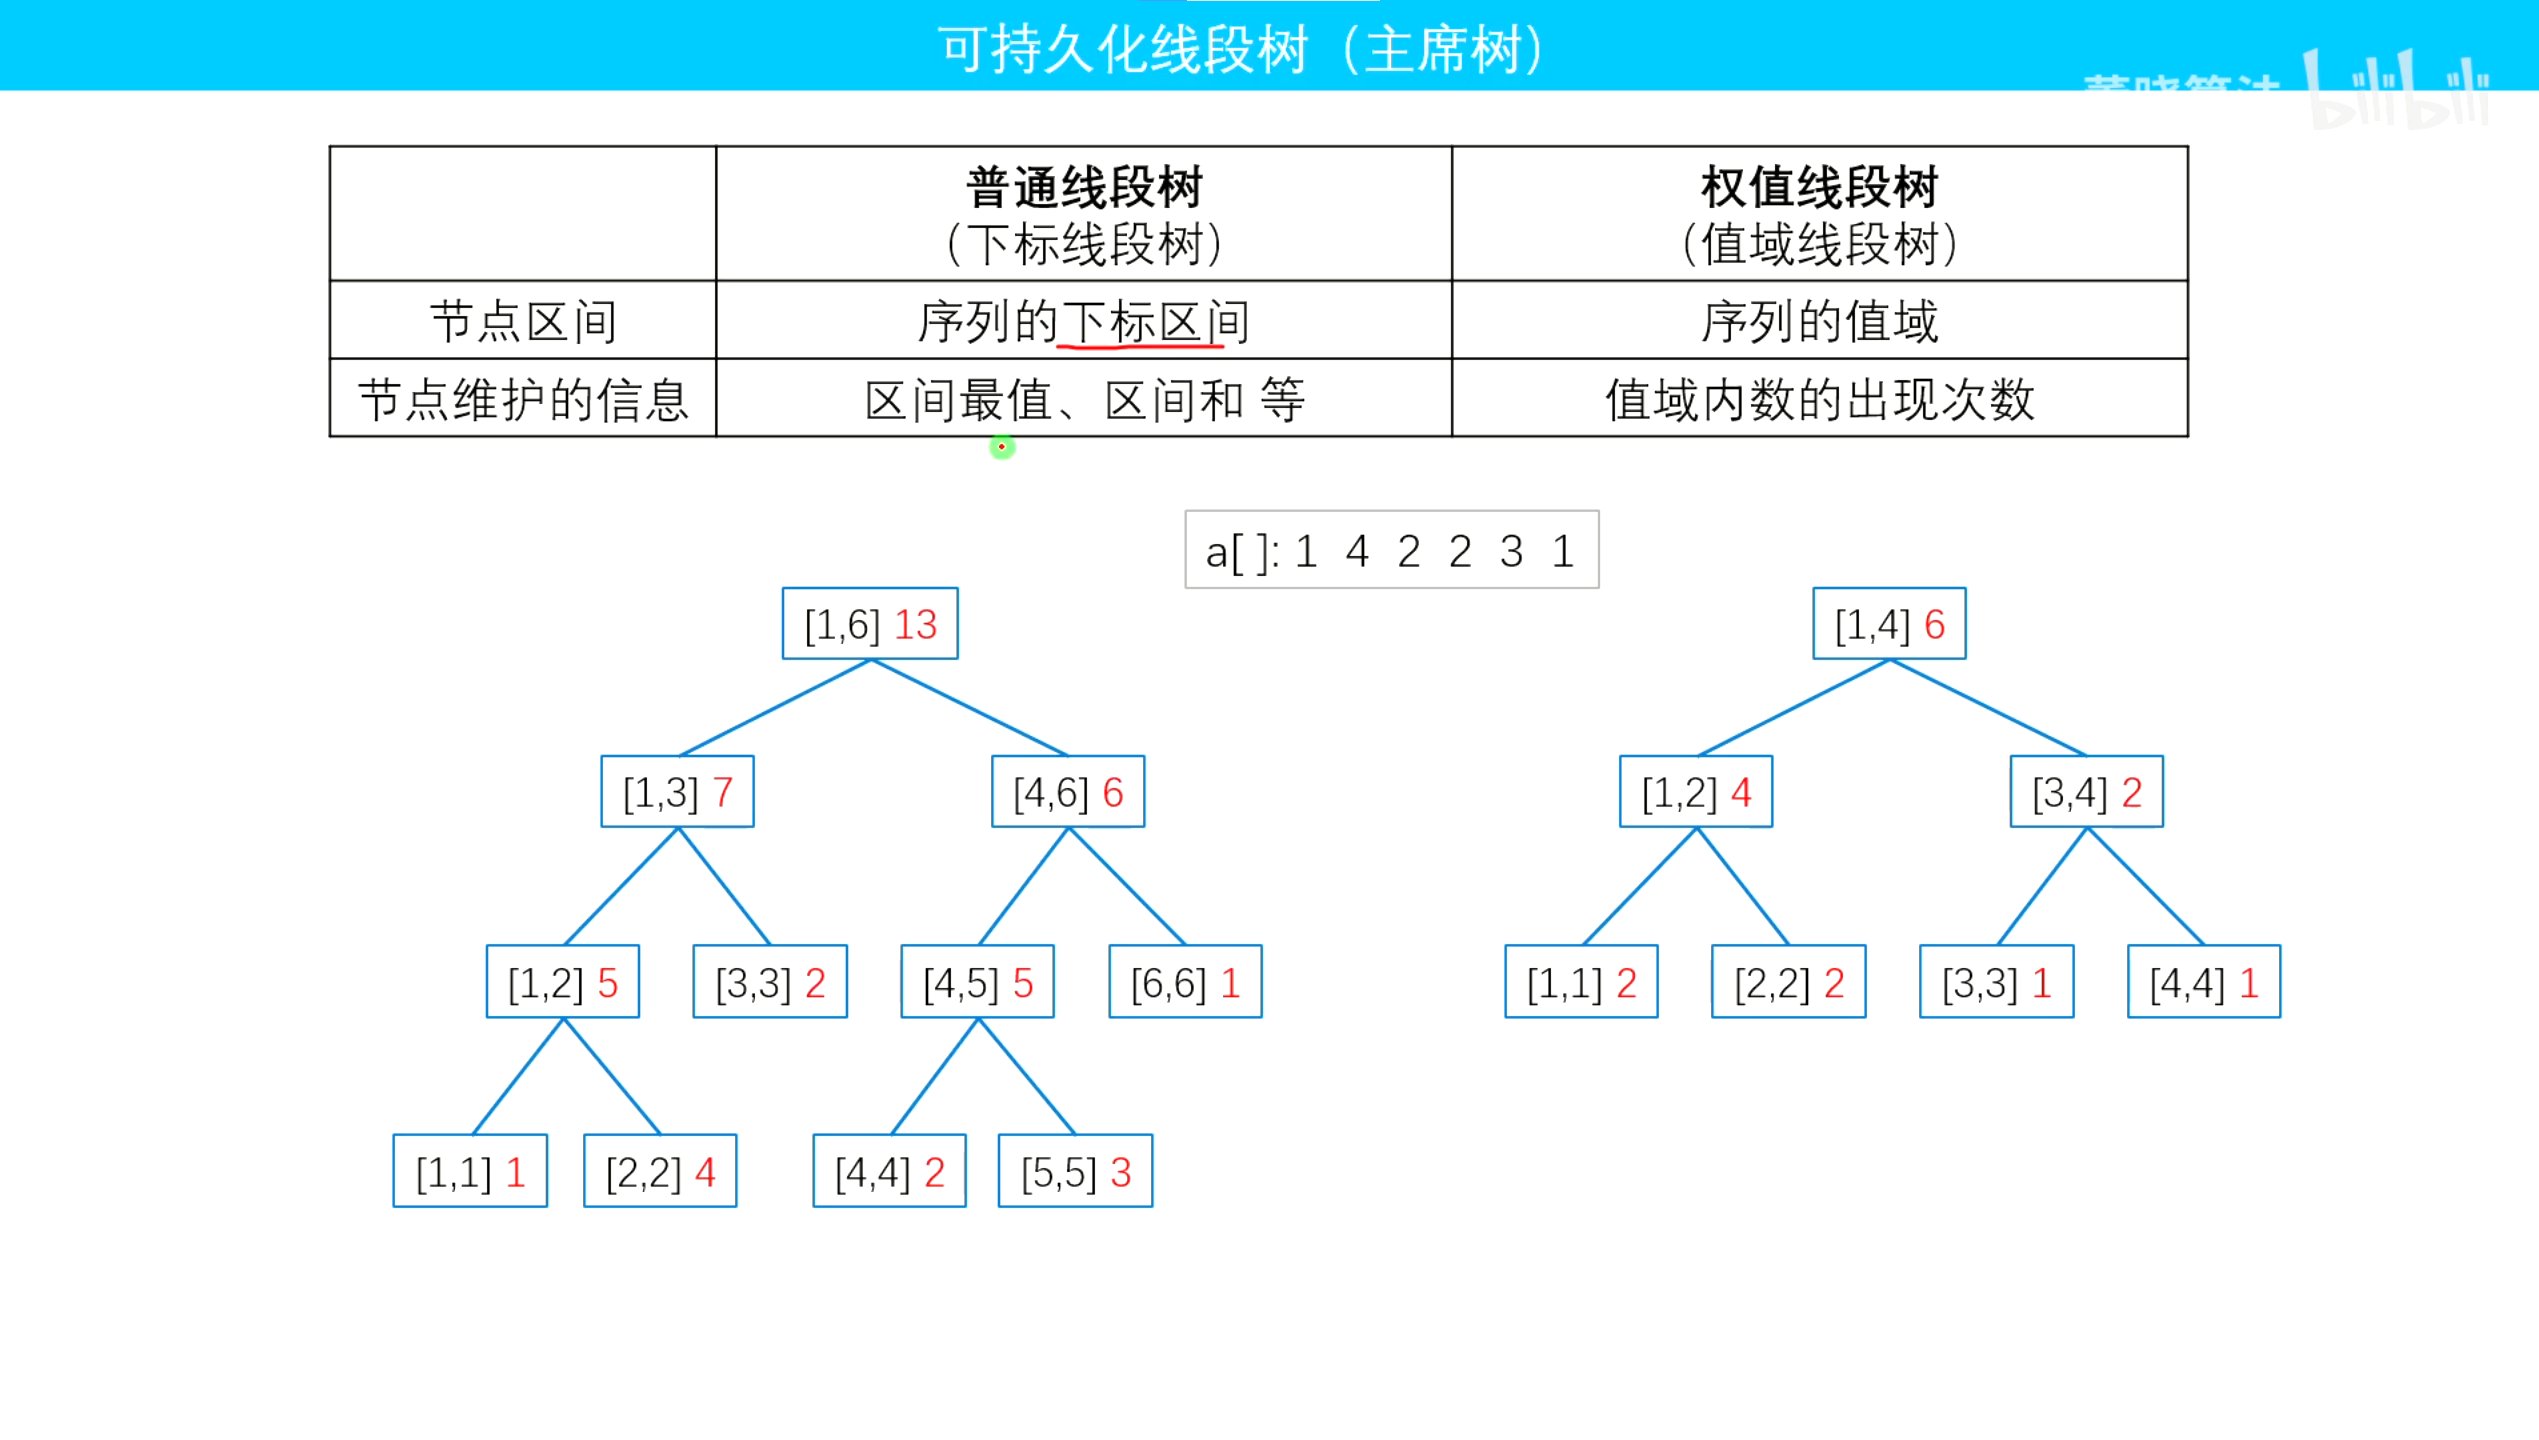 可持久化线段树（主席树）
bilibili
普通线段树 权值线段树
（下标线段树） （值域线段树）
节点区间 序列的下标区间 序列的值域
节点维护的信息 区间最值、区间和 等 值域内数的出现次数
a[ ]: 1 4 2 2 3 1
[1,6] 13 [1,4] 6
[1,3] 7 [4,6] 6 [1,2] 4 [3,4] 2
[1,2] 5 [3,3] 2 [4,5] 5 [6,6] 1 [1,1] 2 [2,2] 2 [3,3] 1 [4,4] 1
[1,1] 1 [2,2] 4 [4,4] 2 [5,5] 3